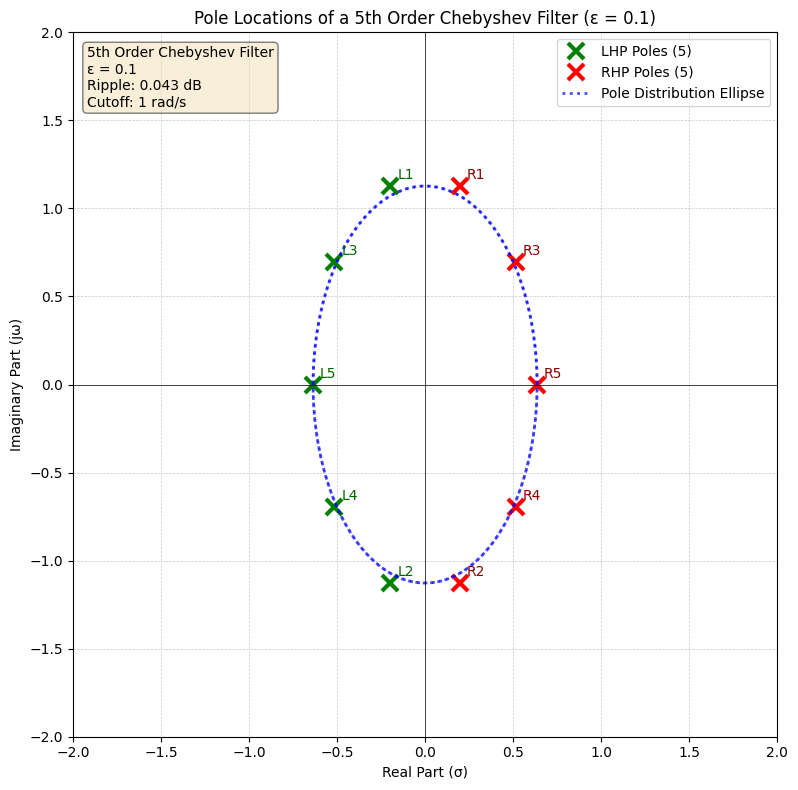 Pole Locations of a 5th Order Chebyshev Filter (ε = 0.1)
5th Order Chebyshev Filter
ε = 0.1
Ripple: 0.043 dB
Cutoff: 1 rad/s
LHP Poles (5)
RHP Poles (5)
Pole Distribution Ellipse
L1
R1
L3
R3
L5
R5
L4
R4
L2
R2
2.0
1.5
1.0
0.5
0.0
−0.5
−1.0
−1.5
−2.0
Imaginary Part (jω)
−2.0 −1.5 −1.0 −0.5 0.0 0.5 1.0 1.5 2.0
Real Part (σ)